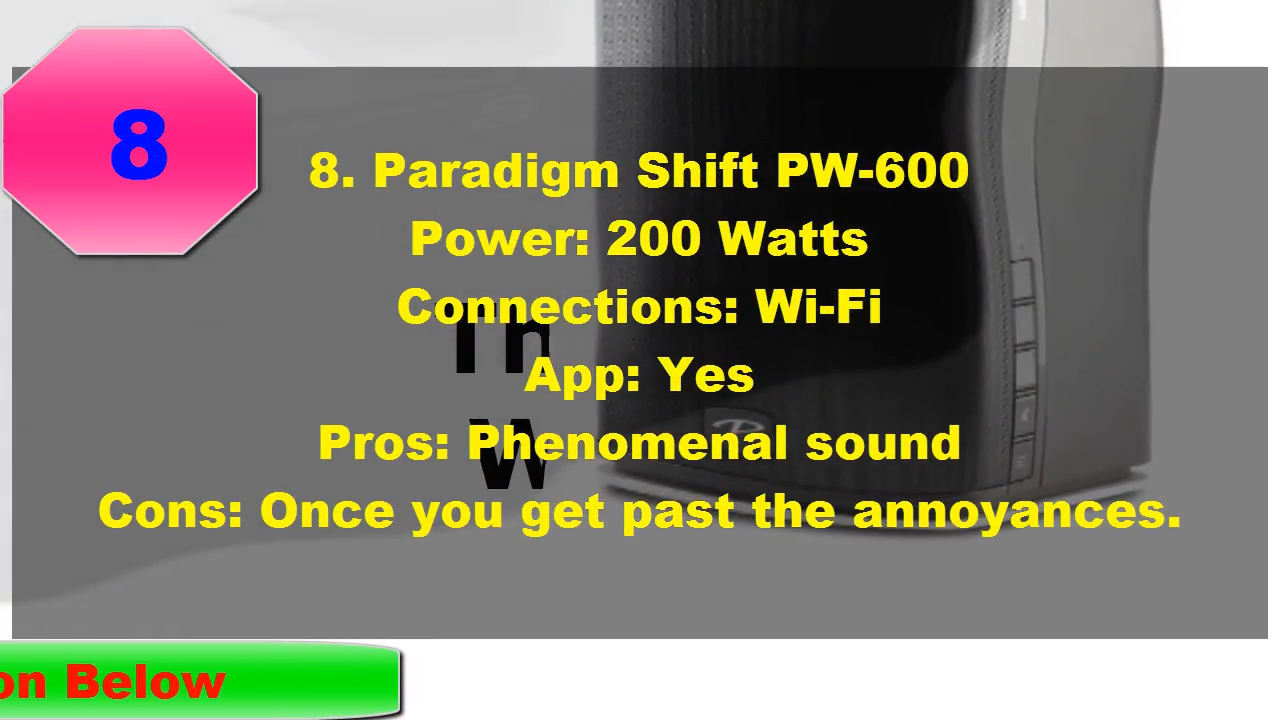 8
8. Paradigm Shift PW-600
Power: 200 Watts
Connections: Wi-Fi
App: Yes
Pros: Phenomenal sound
Cons: Once you get past the annoyances.
Below